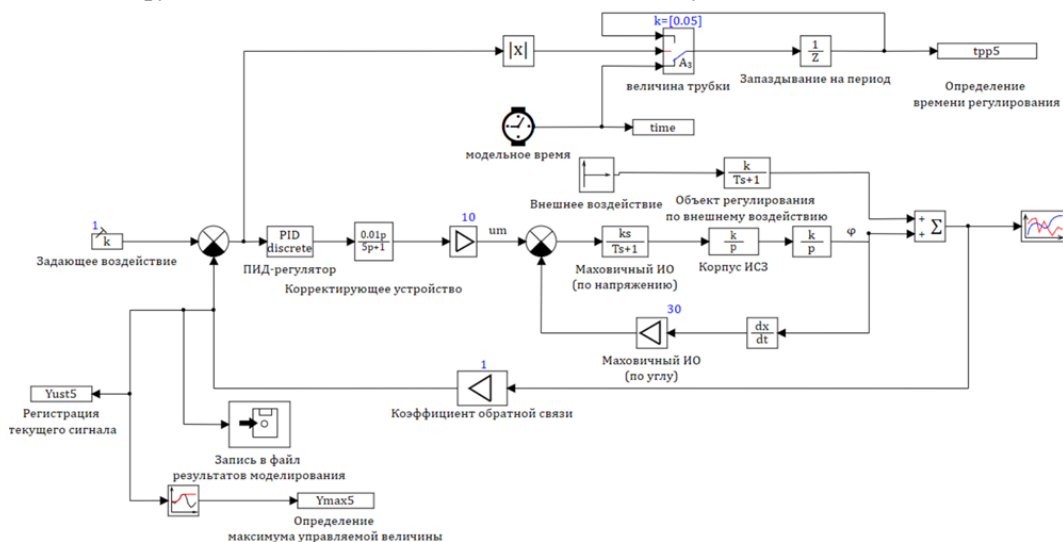 k=[0.05]
|x|
A₃
1
Z
tpp5
величина трубки
Запаздывание на период
Определение
времени регулирования
time
модельное время
k
Ts+1
Внешнее воздействие
Объект регулирования
по внешнему воздействию
1
k
Задающее воздействие
PID
discrete
ПИД-регулятор
0.01p
5p+1
Корректирующее устройство
10
um
ks
Ts+1
Маховичный ИО
(по напряжению)
k
p
Корпус ИСЗ
k
p
φ
+
+
Σ
30
dx
dt
Маховичный ИО
(по углу)
1
Коэффициент обратной связи
Yust5
Регистрация
текущего сигнала
Запись в файл
результатов моделирования
Ymax5
Определение
максимума управляемой величины